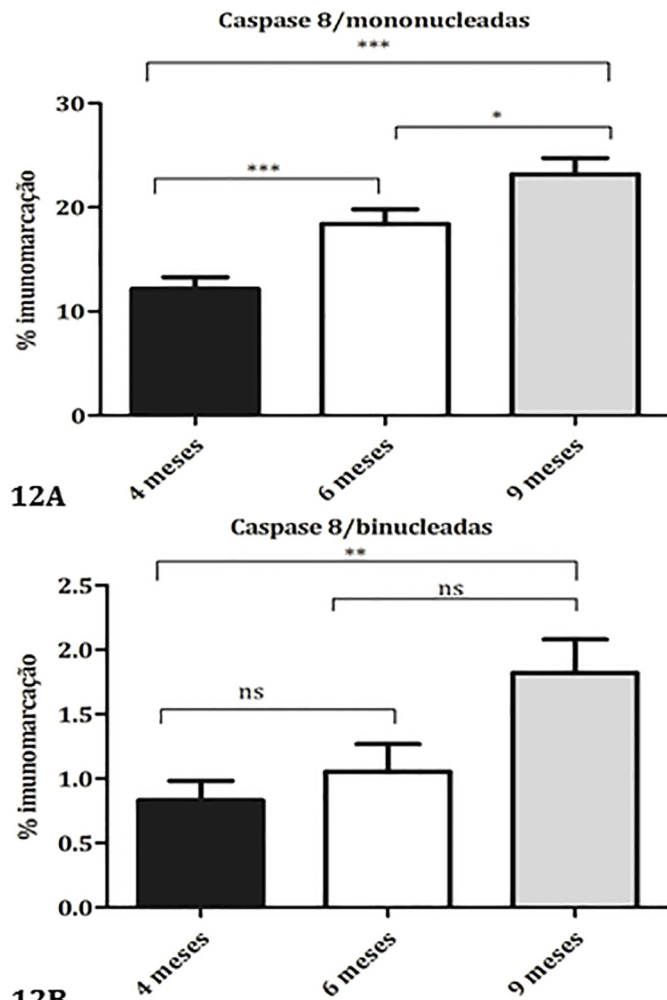 Caspase 8/mononucleadas
***
30
*
***
20
10
0
% imunomarcação
4 meses
6 meses
9 meses
12A
Caspase 8/binucleadas
**
2.5
ns
2.0
ns
1.5
1.0
0.5
0.0
% imunomarcação
4 meses
6 meses
9 meses
12B